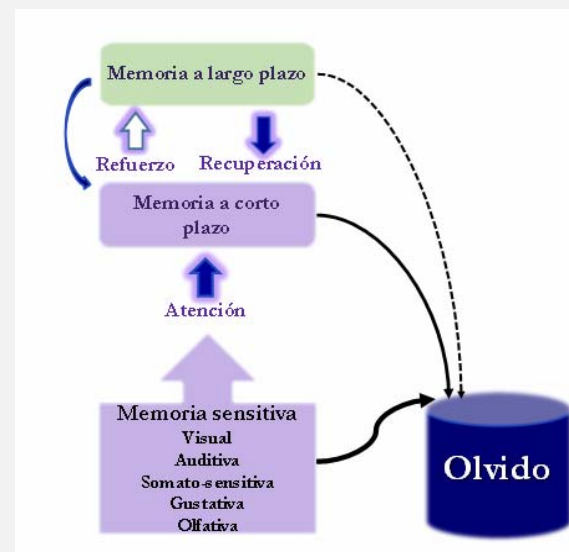 Memoria a largo plazo
Refuerzo
Recuperación
Memoria a corto
plazo
Atención
Memoria sensitiva
Visual
Auditiva
Somato-sensitiva
Gustativa
Olfativa
Olvido